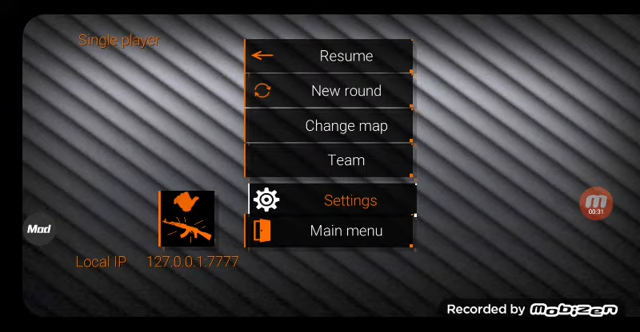 Single player
Resume
New round
Change map
Team
Settings
Main menu
Mod
00:31
Local IP 127.0.0.1:7777
Recorded by mobizen